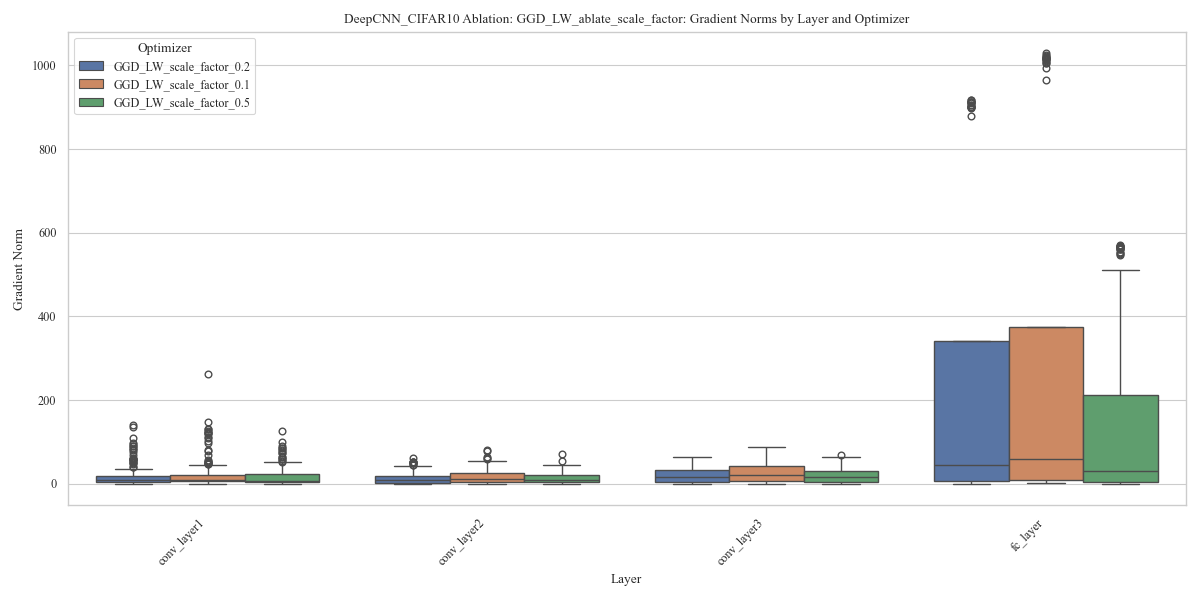 DeepCNN_CIFAR10 Ablation: GGD_LW_ablate_scale_factor: Gradient Norms by Layer and Optimizer
Optimizer
GGD_LW_scale_factor_0.2
GGD_LW_scale_factor_0.1
GGD_LW_scale_factor_0.5
1000
800
600
400
200
0
Gradient Norm
conv_layer1
conv_layer2
conv_layer3
fc_layer
Layer